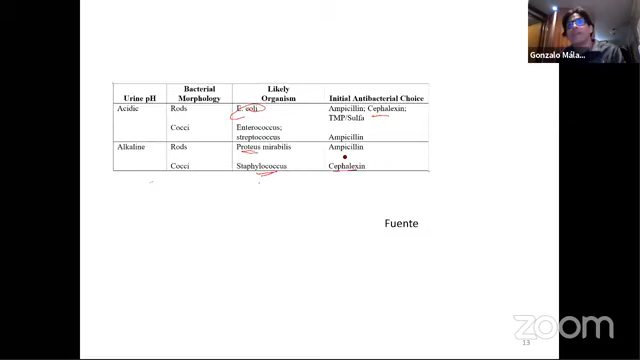 Gonzalo Mála...
Urine pH Bacterial Morphology Likely Organism Initial Antibacterial Choice
Acidic Rods E. coli Ampicillin; Cephalexin;
TMP/Sulfa
Cocci Enterococcus;
streptococcus Ampicillin
Alkaline Rods Proteus mirabilis Ampicillin
Cocci Staphylococcus Cephalexin
Fuente
zoom
13